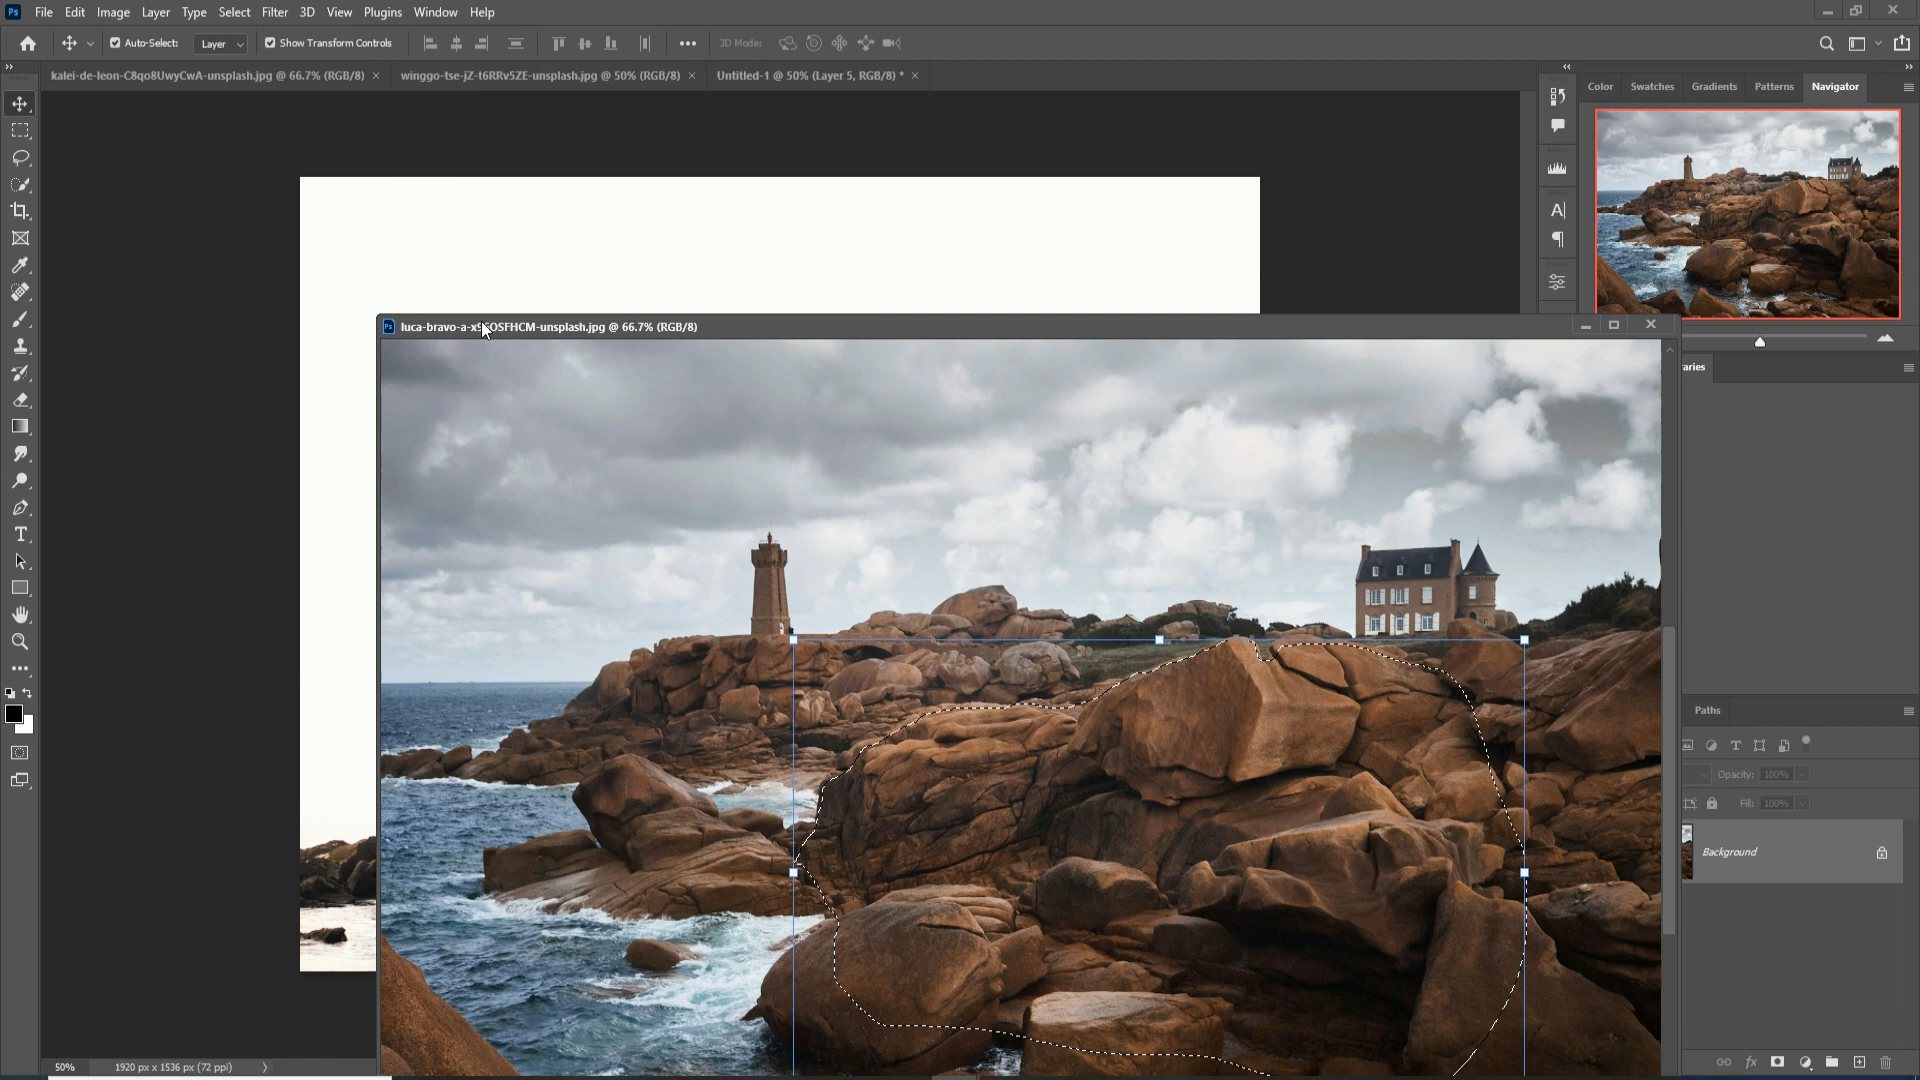 Ps File Edit Image Layer Type Select Filter 3D View Plugins Window Help
Auto-Select: Layer Show Transform Controls 3D Mode:
kalei-de-leon-C8qo8UwyCwA-unsplash.jpg @ 66.7% (RGB/8) × winggo-tse-jZ-t6RRv5ZE-unsplash.jpg @ 50% (RGB/8) × Untitled-1 @ 50% (Layer 5, RGB/8) * ×
Color Swatches Gradients Patterns Navigator
Ps luca-bravo-a-x9 OSFHCM-unsplash.jpg @ 66.7% (RGB/8)
aries
Paths
Opacity: 100%
Fill: 100%
Background
50% 1920 px x 1536 px (72 ppi)